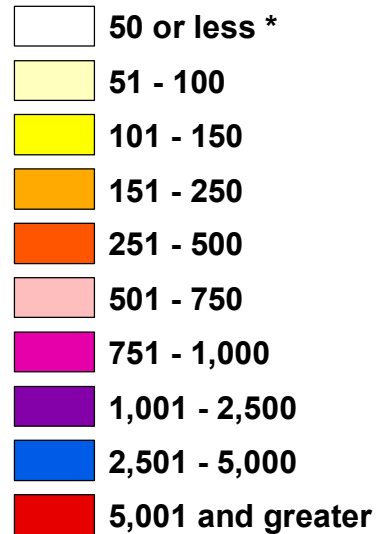 50 or less *
51 - 100
101 - 150
151 - 250
251 - 500
501 - 750
751 - 1,000
1,001 - 2,500
2,501 - 5,000
5,001 and greater